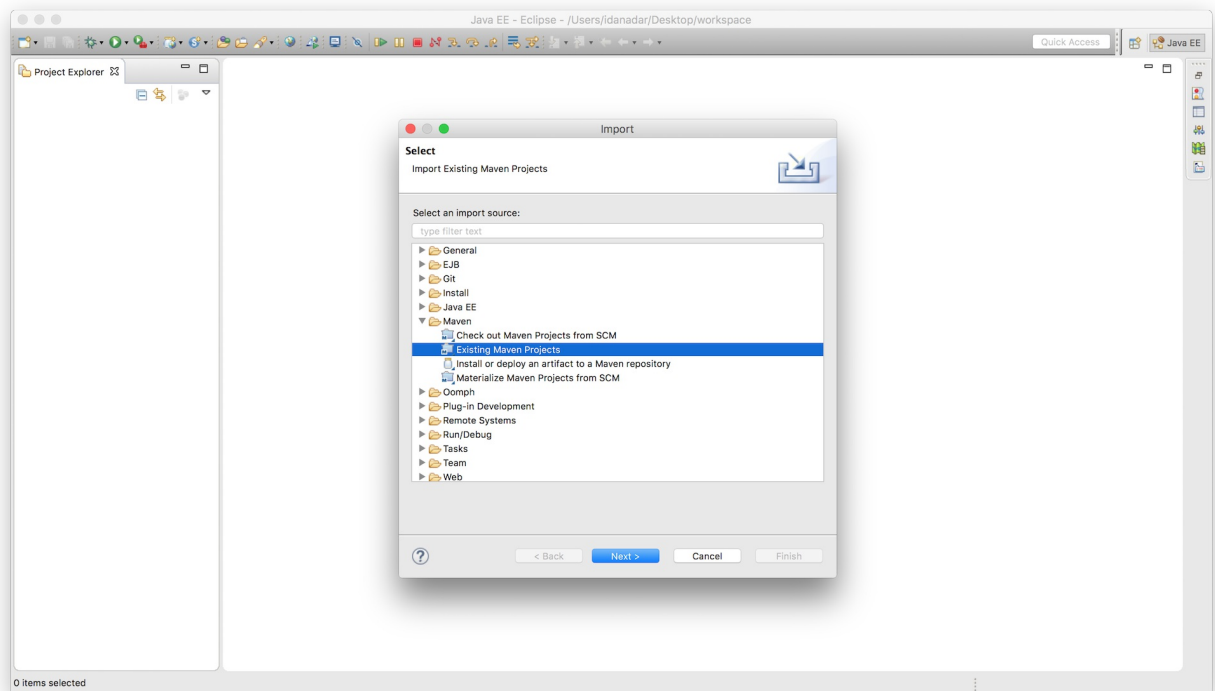 Java EE - Eclipse - /Users/idanadar/Desktop/workspace
Quick Access
Java EE
Project Explorer
Import
Select
Import Existing Maven Projects
Select an import source:
type filter text
General
EJB
Git
Install
Java EE
Maven
Check out Maven Projects from SCM
Existing Maven Projects
Install or deploy an artifact to a Maven repository
Materialize Maven Projects from SCM
Oomph
Plug-in Development
Remote Systems
Run/Debug
Tasks
Team
Web
?
< Back
Next >
Cancel
Finish
0 items selected